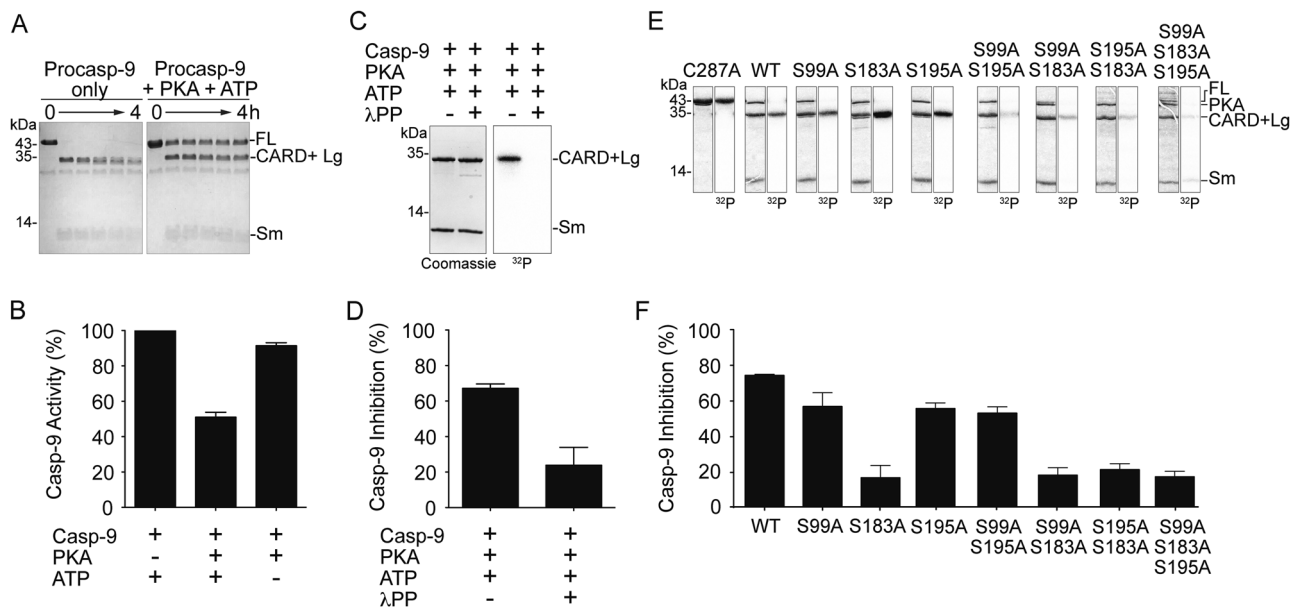 A
Procasp-9 only
Procasp-9 + PKA + ATP
0 4
0 4h
kDa
43-
35-
14-
-FL
-CARD+ Lg
-Sm
B
Casp-9 Activity (%)
100
80
60
40
20
0
Casp-9 + + +
PKA - + +
ATP + + -
C
Casp-9 + + + +
PKA + + + +
ATP + + + +
λPP - + - +
kDa
35-
14-
-CARD+Lg
-Sm
Coomassie
32P
D
Casp-9 Inhibition (%)
100
80
60
40
20
0
Casp-9 + +
PKA + +
ATP + +
λPP - +
E
C287A WT S99A S183A S195A S99A S195A S99A S183A S195A S183A S99A S183A S195A
kDa
43-
35-
14-
FL
PKA
CARD+Lg
Sm
32P 32P 32P 32P 32P 32P 32P 32P 32P
F
Casp-9 Inhibition (%)
100
80
60
40
20
0
WT S99A S183A S195A S99A S195A S99A S183A S195A S183A S99A S183A S195A